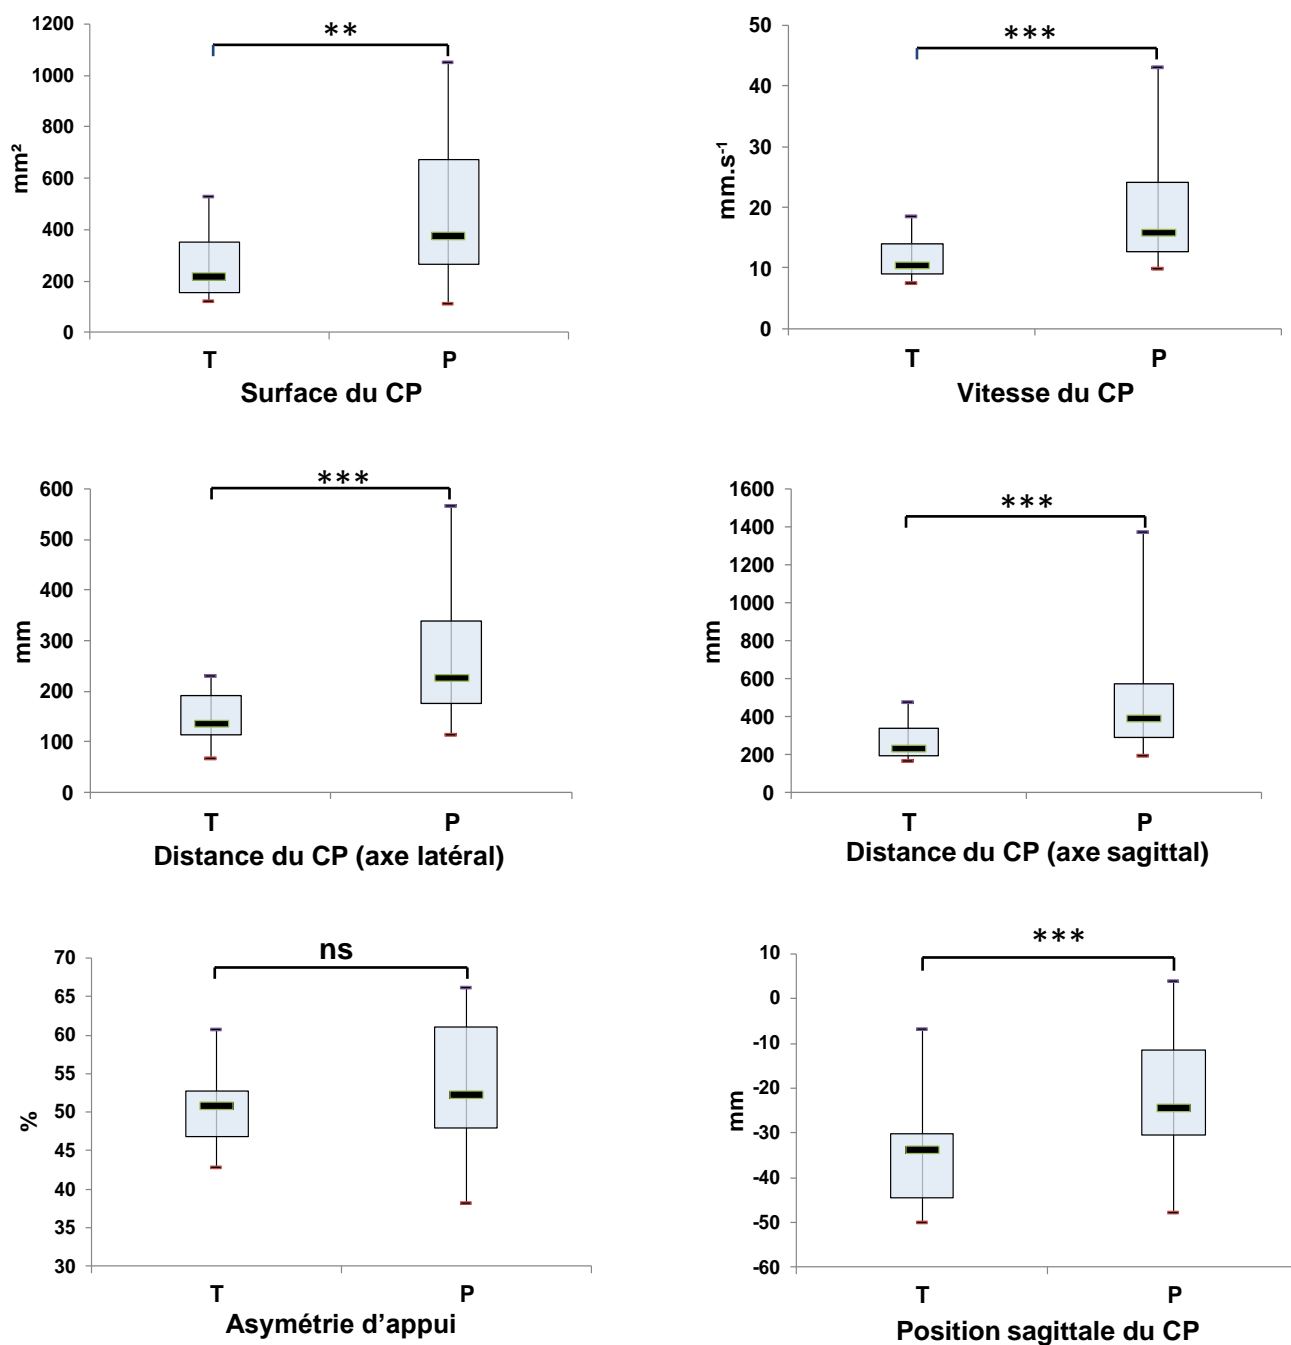 **
1200
1000
800
600
400
200
0
mm²
T P
Surface du CP
***
50
40
30
20
10
0
mm.s-1
T P
Vitesse du CP
***
600
500
400
300
200
100
0
mm
T P
Distance du CP (axe latéral)
***
1600
1400
1200
1000
800
600
400
200
0
mm
T P
Distance du CP (axe sagittal)
ns
70
65
60
55
50
45
40
35
30
%
T P
Asymétrie d’appui
***
10
0
-10
-20
-30
-40
-50
-60
mm
T P
Position sagittale du CP